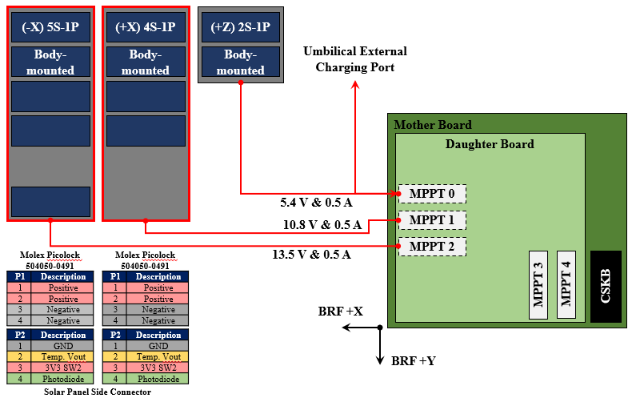 (-X) 5S-1P
Body-
mounted
(+X) 4S-1P
Body-
mounted
(+Z) 2S-1P
Body-
mounted
Umbilical External
Charging Port
Mother Board
Daughter Board
MPPT 0
MPPT 1
MPPT 2
MPPT 3
MPPT 4
CSKB
5.4 V & 0.5 A
10.8 V & 0.5 A
13.5 V & 0.5 A
BRF +X
BRF +Y
Molex Picolock
504050-0491
P1 Description
1 Positive
2 Positive
3 Negative
4 Negative
P2 Description
1 GND
2 Temp. Vout
3 3V3 SW2
4 Photodiode
Molex Picolock
504050-0491
P1 Description
1 Positive
2 Positive
3 Negative
4 Negative
P2 Description
1 GND
2 Temp. Vout
3 3V3 SW2
4 Photodiode
Solar Panel Side Connector